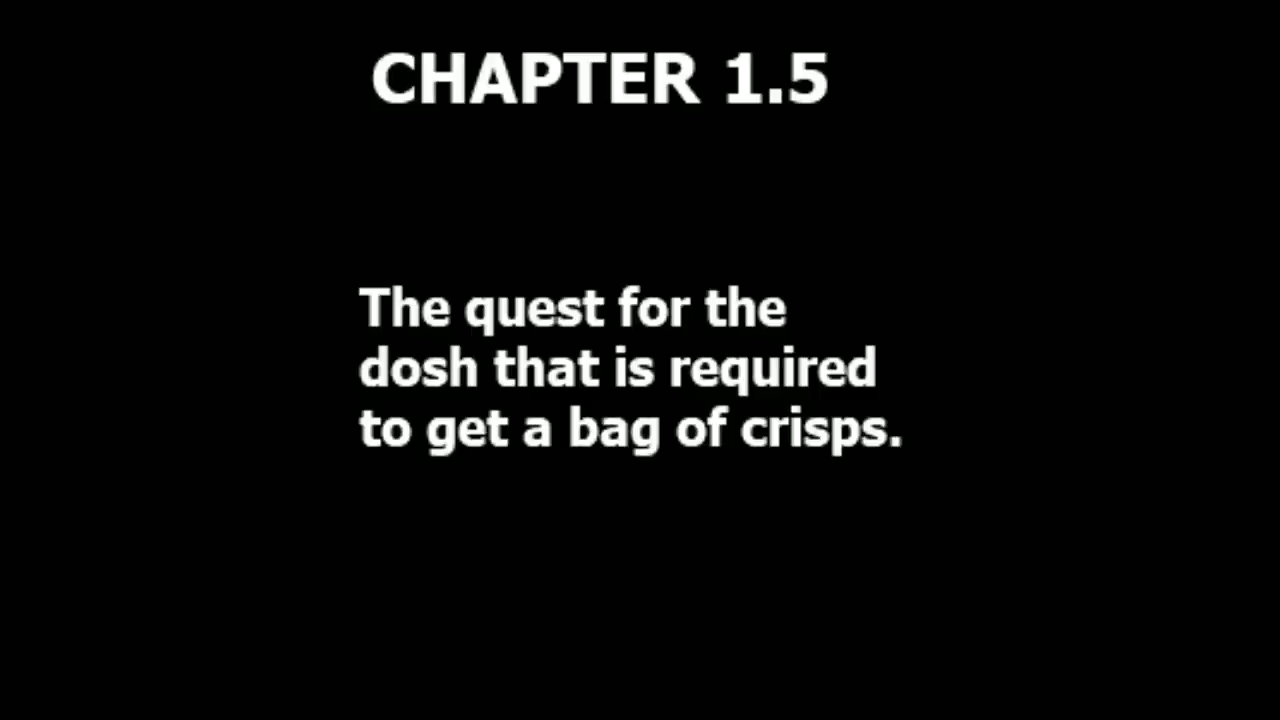 CHAPTER 1.5
The quest for the
dosh that is required
to get a bag of crisps.